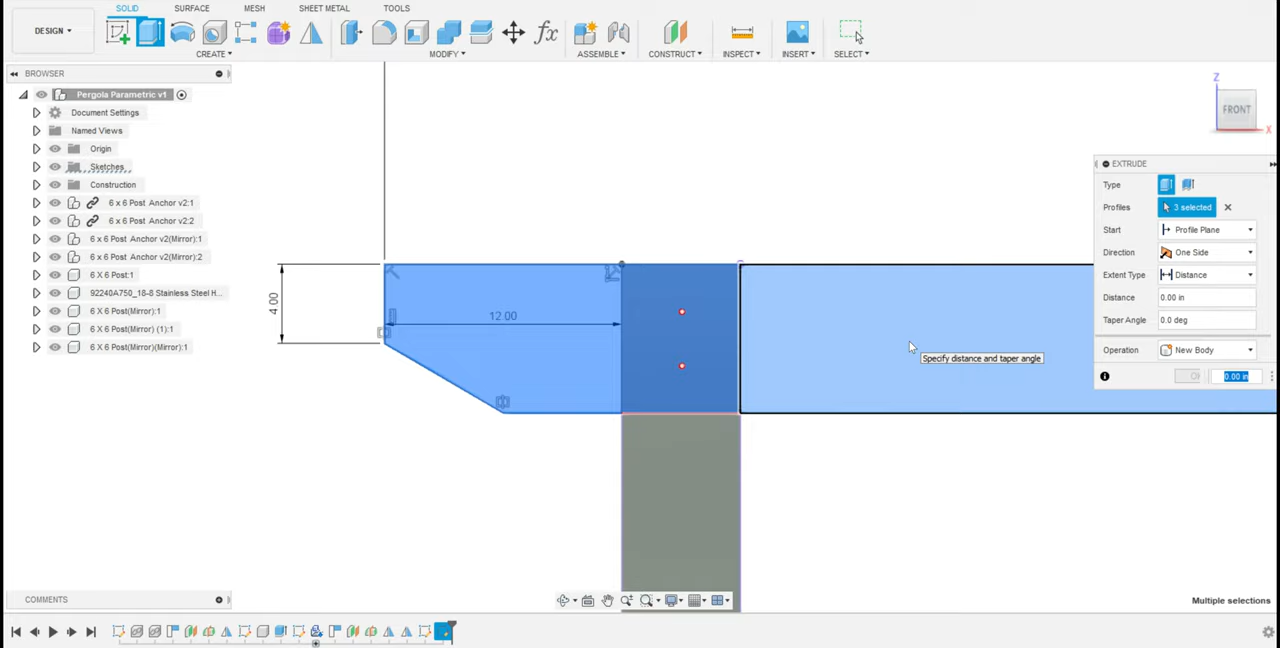 SOLID SURFACE MESH SHEET METAL TOOLS
DESIGN
CREATE MODIFY ASSEMBLE CONSTRUCT INSPECT INSERT SELECT
BROWSER
Pergola Parametric v1
Document Settings
Named Views
Origin
Sketches
Construction
6 x 6 Post Anchor v2:1
6 x 6 Post Anchor v2:2
6 x 6 Post Anchor v2(Mirror):1
6 x 6 Post Anchor v2(Mirror):2
6 X 6 Post:1
92240A750_18-8 Stainless Steel H...
6 X 6 Post(Mirror):1
6 X 6 Post(Mirror) (1):1
6 X 6 Post(Mirror)(Mirror):1
4.00
12.00
Specify distance and taper angle
Z
FRONT
X
EXTRUDE
Type
Profiles 3 selected
Start Profile Plane
Direction One Side
Extent Type Distance
Distance 0.00 in
Taper Angle 0.0 deg
Operation New Body
0.00 in
COMMENTS
Multiple selections